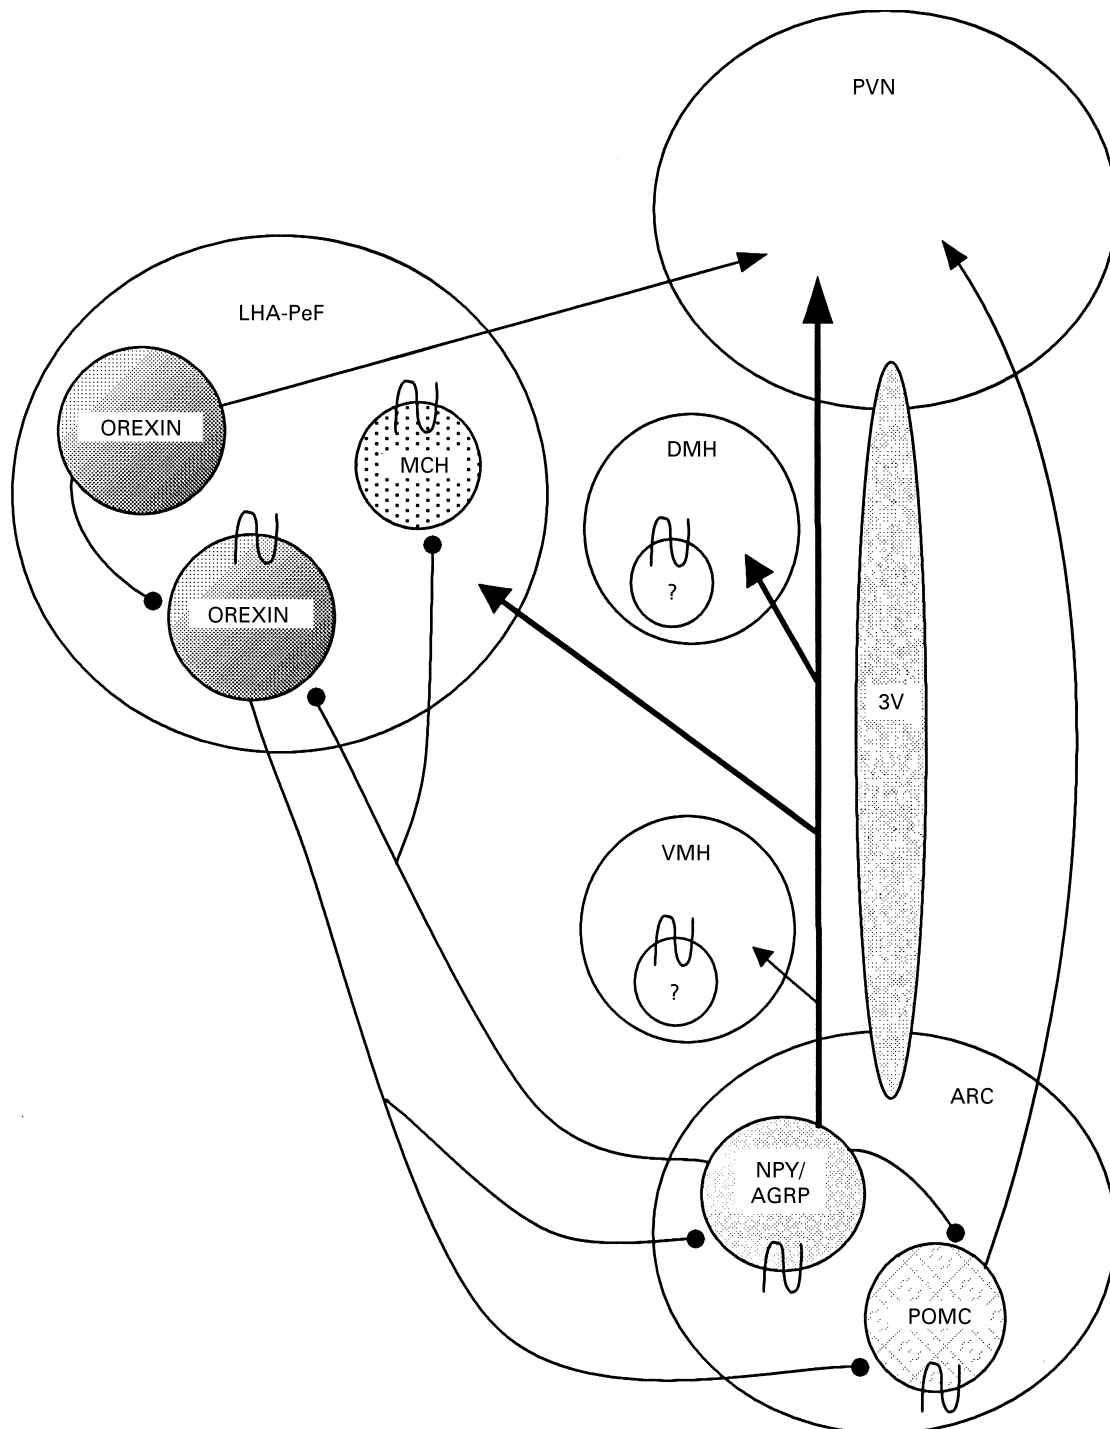 PVN
LHA-PeF
OREXIN
MCH
DMH
?
OREXIN
3V
VMH
?
ARC
NPY/
AGRP
POMC